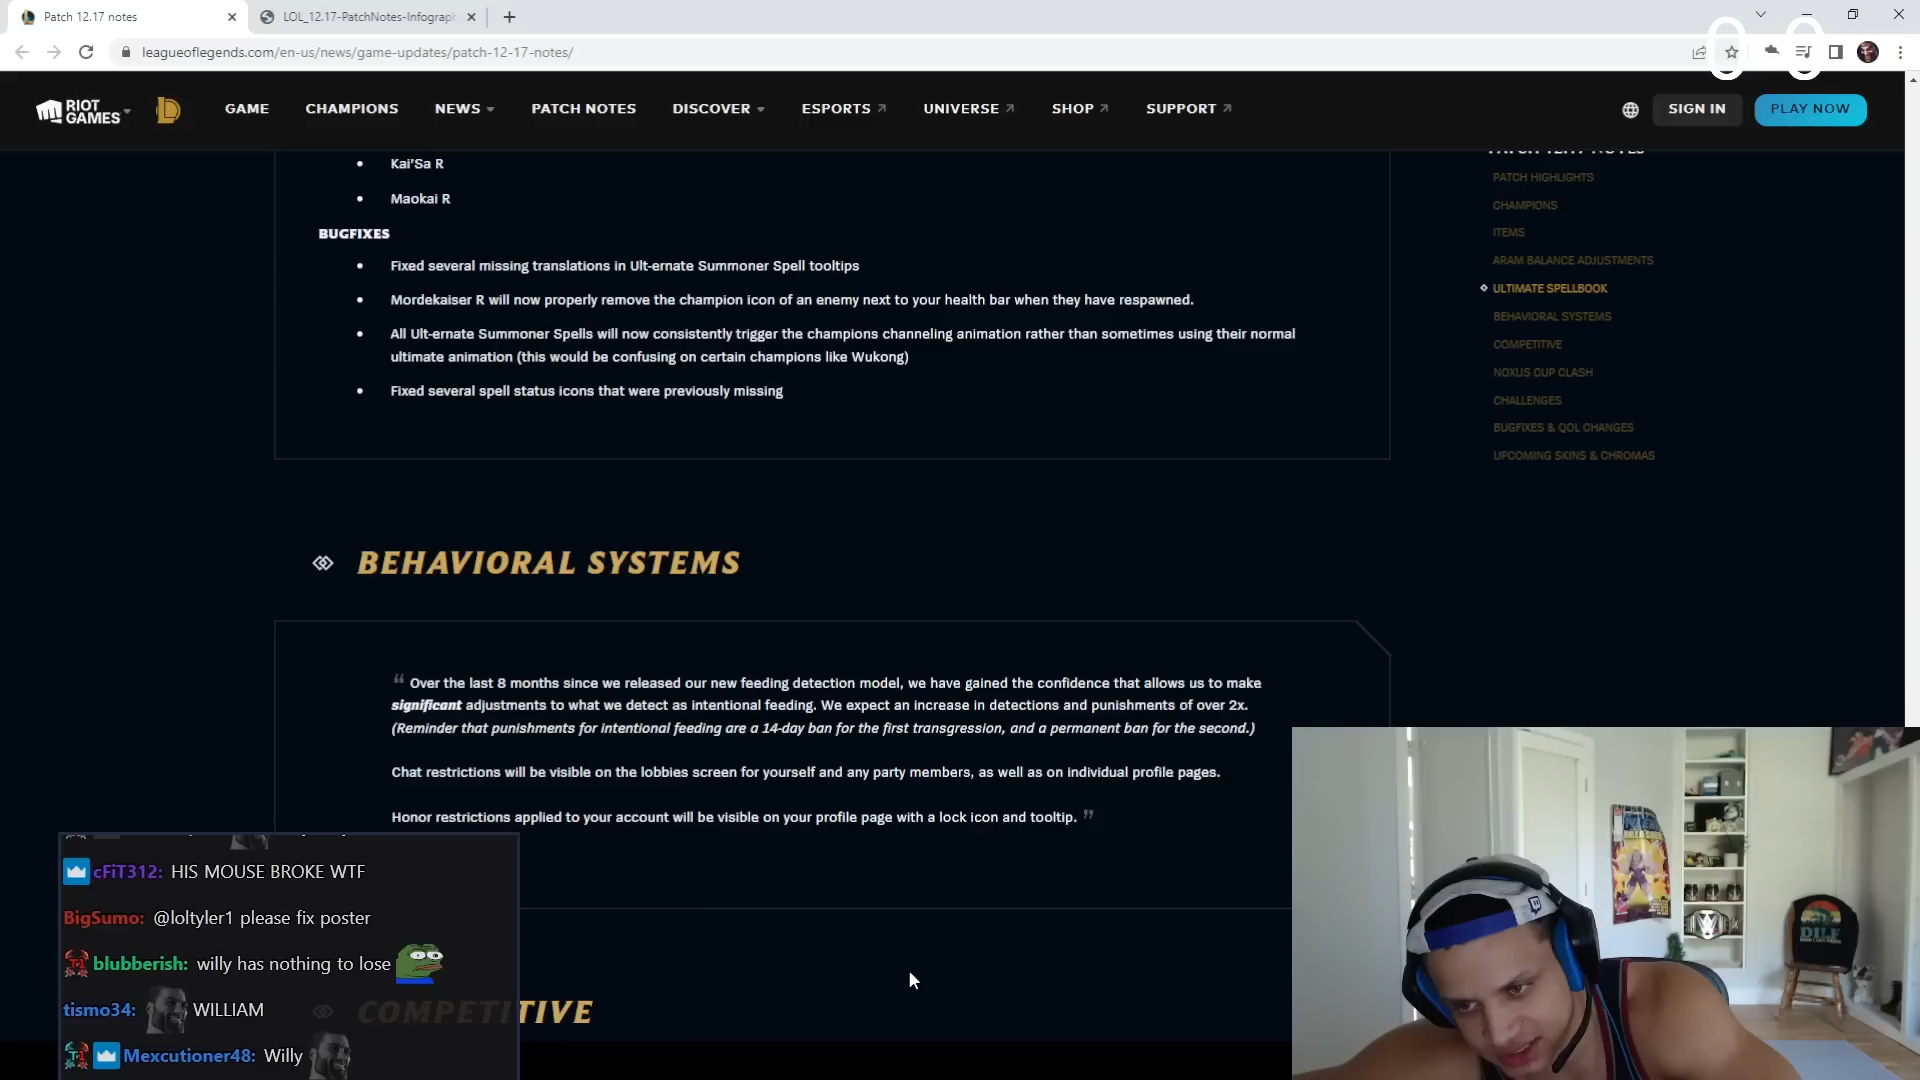 Patch 12.17 notes
LOL_12.17-PatchNotes-Infograph
leagueoflegends.com/en-us/news/game-updates/patch-12-17-notes/
RIOT GAMES
GAME
CHAMPIONS
NEWS
PATCH NOTES
DISCOVER
ESPORTS
UNIVERSE
SHOP
SUPPORT
SIGN IN
PLAY NOW
• Kai'Sa R
• Maokai R
BUGFIXES
• Fixed several missing translations in Ult-ernate Summoner Spell tooltips
• Mordekaiser R will now properly remove the champion icon of an enemy next to your health bar when they have respawned.
• All Ult-ernate Summoner Spells will now consistently trigger the champions channeling animation rather than sometimes using their normal
ultimate animation (this would be confusing on certain champions like Wukong)
• Fixed several spell status icons that were previously missing
PATCH 12.17 NOTES
PATCH HIGHLIGHTS
CHAMPIONS
ITEMS
ARAM BALANCE ADJUSTMENTS
ULTIMATE SPELLBOOK
BEHAVIORAL SYSTEMS
COMPETITIVE
NOXUS CUP CLASH
CHALLENGES
BUGFIXES & QOL CHANGES
UPCOMING SKINS & CHROMAS
BEHAVIORAL SYSTEMS
“ Over the last 8 months since we released our new feeding detection model, we have gained the confidence that allows us to make
significant adjustments to what we detect as intentional feeding. We expect an increase in detections and punishments of over 2x.
(Reminder that punishments for intentional feeding are a 14-day ban for the first transgression, and a permanent ban for the second.)
Chat restrictions will be visible on the lobbies screen for yourself and any party members, as well as on individual profile pages.
Honor restrictions applied to your account will be visible on your profile page with a lock icon and tooltip. ”
COMPETITIVE
cFiT312: HIS MOUSE BROKE WTF
BigSumo: @loltyler1 please fix poster
blubberish: willy has nothing to lose
tismo34: WILLIAM
Mexcutioner48: Willy
DILF